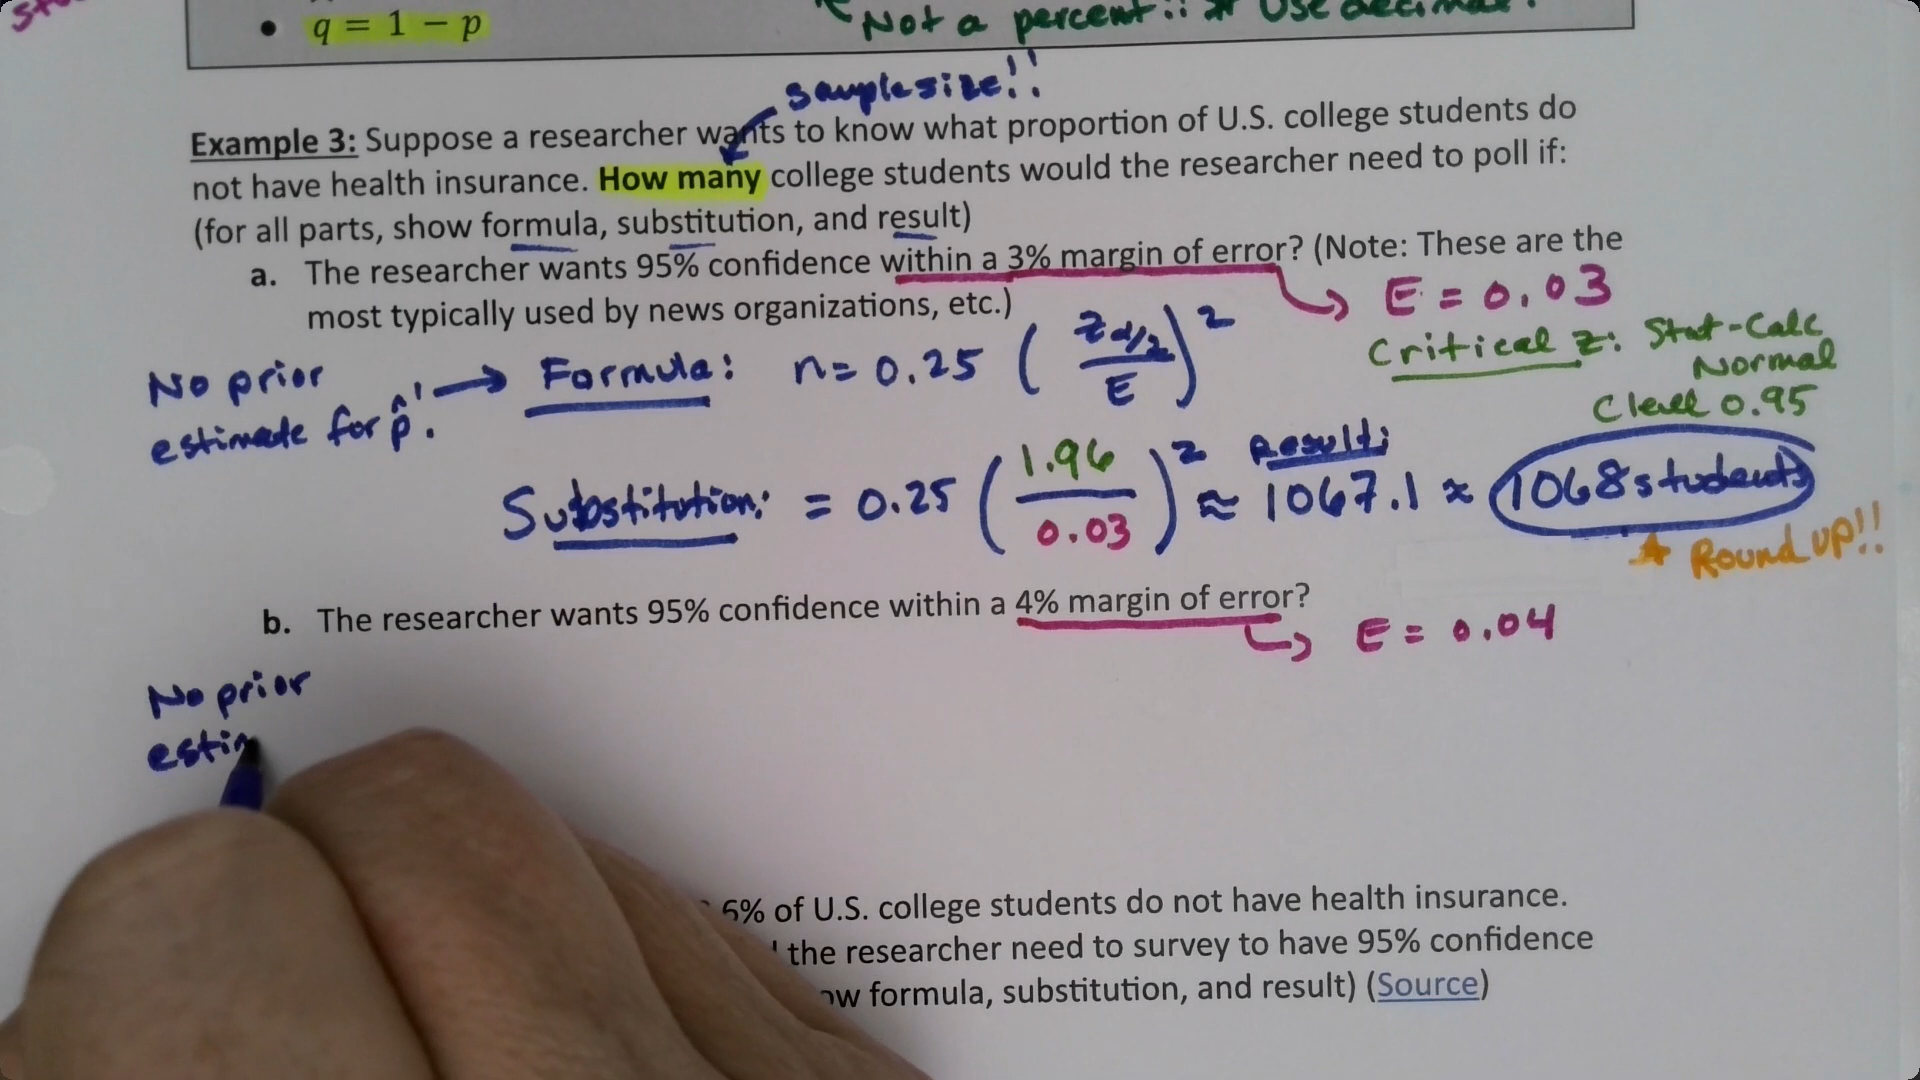 • q = 1 − p
Not a percent!! * Use decimal!
sample size!!
Example 3: Suppose a researcher wants to know what proportion of U.S. college students do
not have health insurance. How many college students would the researcher need to poll if:
(for all parts, show formula, substitution, and result)
a. The researcher wants 95% confidence within a 3% margin of error? (Note: These are the
most typically used by news organizations, etc.)
E = 0.03
Critical z: Stat-Calc
Normal
C level 0.95
No prior
estimate for p̂!
Formula: n = 0.25 (zα/2 / E)²
Substitution: = 0.25 (1.96 / 0.03)² ≈ 1067.1 ≈ 1068 students
Result:
Round up!!
b. The researcher wants 95% confidence within a 4% margin of error?
E = 0.04
No prior
estim
6% of U.S. college students do not have health insurance.
the researcher need to survey to have 95% confidence
ow formula, substitution, and result) (Source)